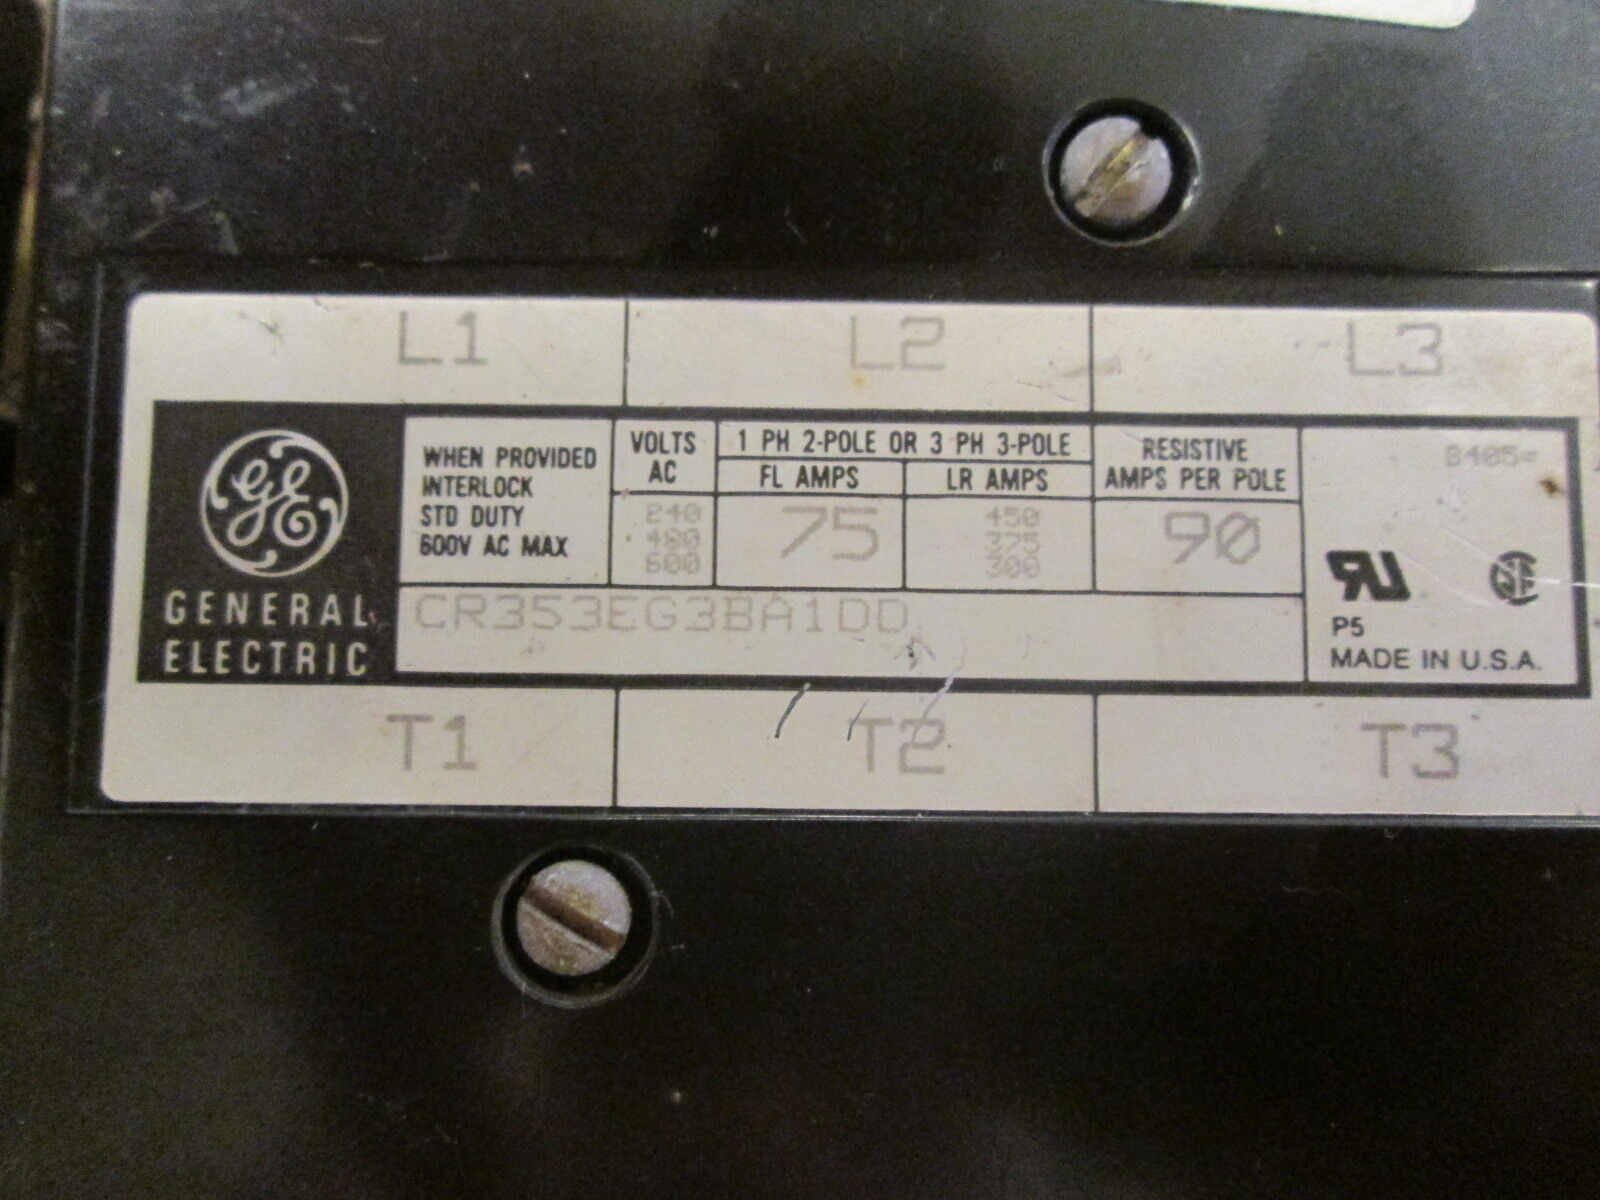 L1 L2 L3
GE
GENERAL
ELECTRIC
WHEN PROVIDED
INTERLOCK
STD DUTY
600V AC MAX
VOLTS
AC
240
480
600
1 PH 2-POLE OR 3 PH 3-POLE
FL AMPS
75
LR AMPS
450
375
300
RESISTIVE
AMPS PER POLE
90
CR353EG3BA1DD
P5
MADE IN U.S.A.
T1 T2 T3